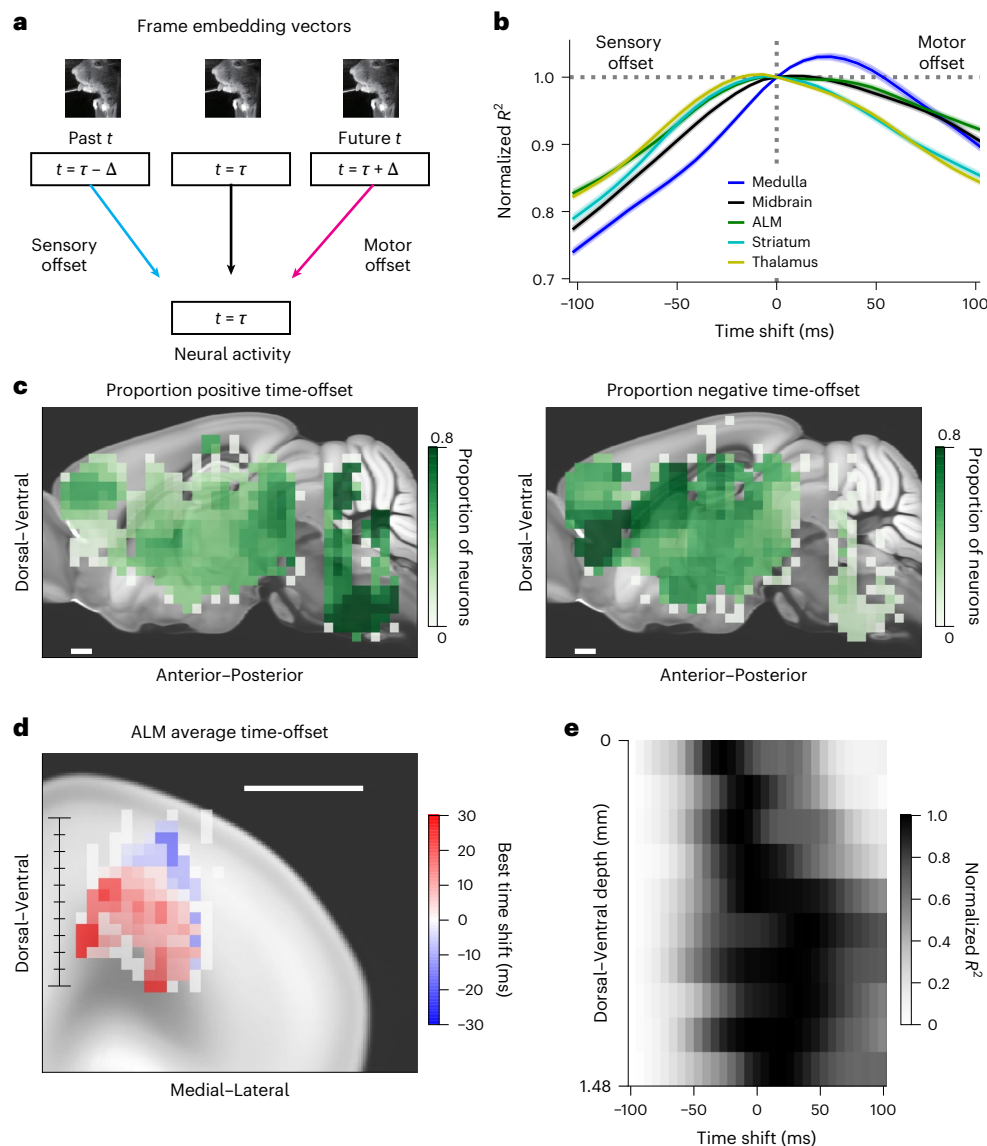 a
Frame embedding vectors
Past t
Future t
t = τ − Δ
t = τ
t = τ + Δ
Sensory
offset
Motor
offset
t = τ
Neural activity
b
Sensory
offset
Motor
offset
Normalized R²
1.0
0.9
0.8
0.7
Medulla
Midbrain
ALM
Striatum
Thalamus
−100
−50
0
50
100
Time shift (ms)
c
Proportion positive time-offset
Dorsal–Ventral
Anterior–Posterior
0.8
0
Proportion of neurons
Proportion negative time-offset
Dorsal–Ventral
Anterior–Posterior
0.8
0
Proportion of neurons
d
ALM average time-offset
Dorsal–Ventral
Medial–Lateral
30
20
10
0
−10
−20
−30
Best time shift (ms)
e
0
1.48
Dorsal–Ventral depth (mm)
−100
−50
0
50
100
Time shift (ms)
1.0
0.8
0.6
0.4
0.2
0
Normalized R²